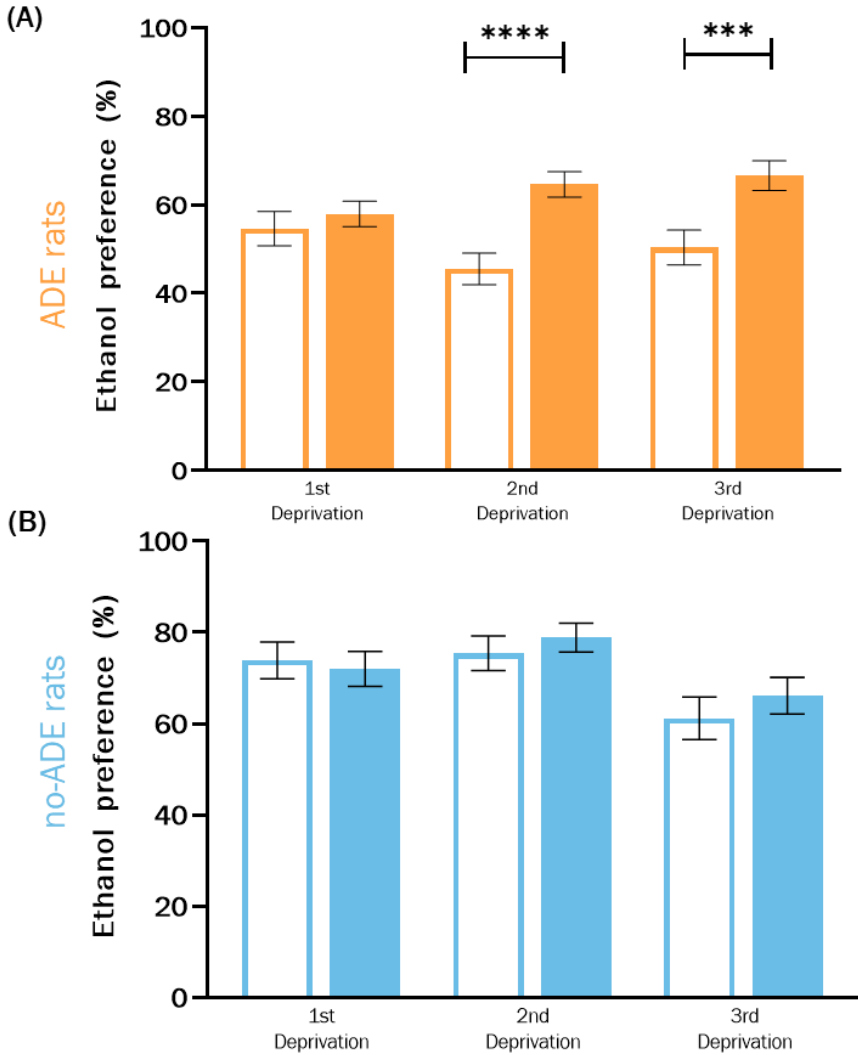 (A)
ADE rats
Ethanol preference (%)
100
80
60
40
20
0
****
***
1st
Deprivation
2nd
Deprivation
3rd
Deprivation
(B)
no-ADE rats
Ethanol preference (%)
100
80
60
40
20
0
1st
Deprivation
2nd
Deprivation
3rd
Deprivation